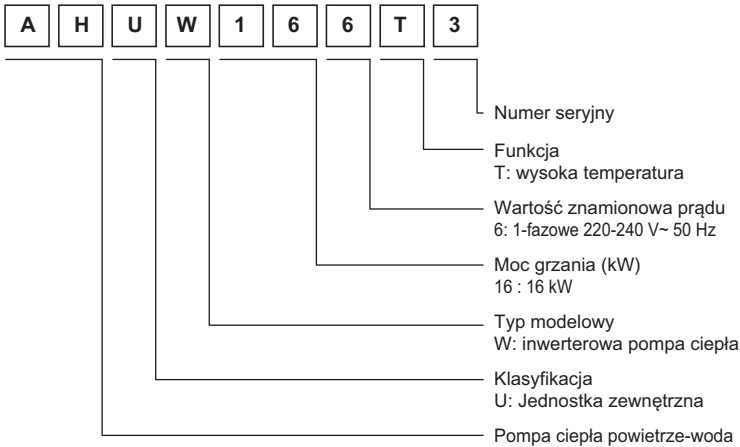 A H U W 1 6 6 T 3
Numer seryjny
Funkcja
T: wysoka temperatura
Wartość znamionowa prądu
6: 1-fazowe 220-240 V~ 50 Hz
Moc grzania (kW)
16 : 16 kW
Typ modelowy
W: inwerterowa pompa ciepła
Klasyfikacja
U: Jednostka zewnętrzna
Pompa ciepła powietrze-woda